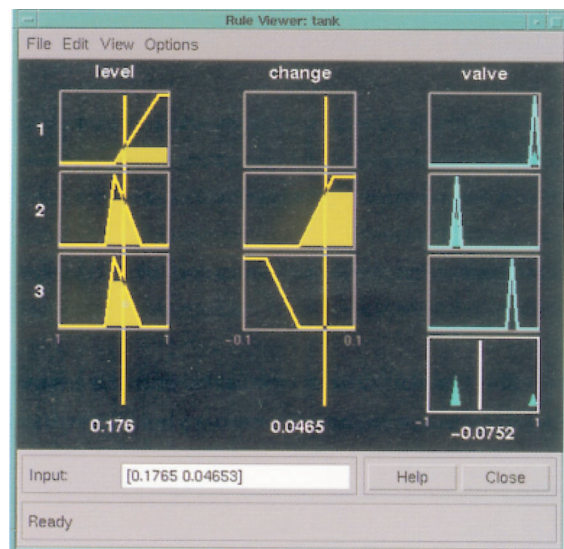 Rule Viewer: tank
File Edit View Options
level change valve
1
2
3
-1 1 -0.1 0.1
-1 1
0.176 0.0465 -0.0752
Input: [0.1765 0.04653] Help Close
Ready